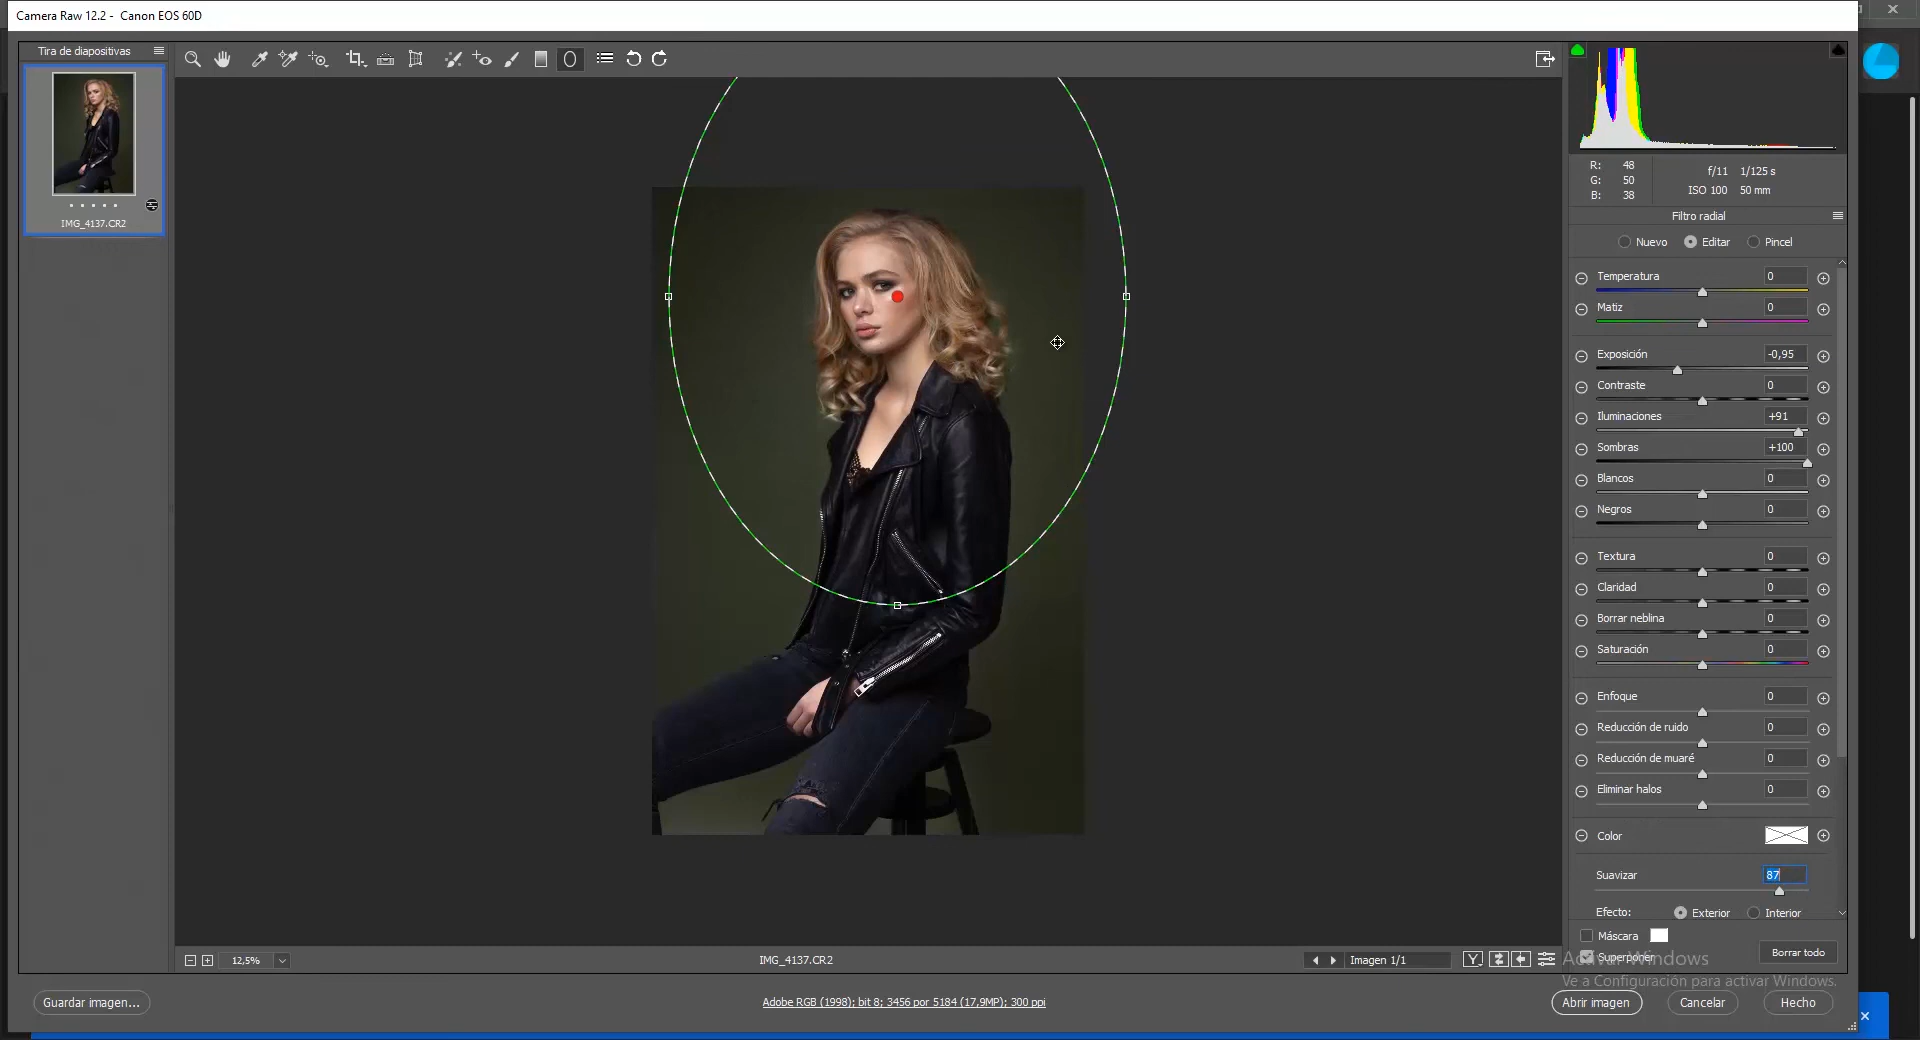 Camera Raw 12.2 - Canon EOS 60D
Tira de diapositivas
IMG_4137.CR2
R: 48
G: 50
B: 38
f/11 1/125 s
ISO 100 50 mm
Filtro radial
Nuevo Editar Pincel
Temperatura 0
Matiz 0
Exposición -0,95
Contraste 0
Iluminaciones +91
Sombras +100
Blancos 0
Negros 0
Textura 0
Claridad 0
Borrar neblina 0
Saturación 0
Enfoque 0
Reducción de ruido 0
Reducción de muaré 0
Eliminar halos 0
Color
Suavizar 87
Efecto: Exterior Interior
Máscara
Superponer
Borrar todo
Activar Windows
Ve a Configuración para activar Windows.
12,5%
IMG_4137.CR2
Imagen 1/1
Y
Guardar imagen...
Adobe RGB (1998); bit 8; 3456 por 5184 (17,9MP); 300 ppi
Abrir imagen Cancelar Hecho